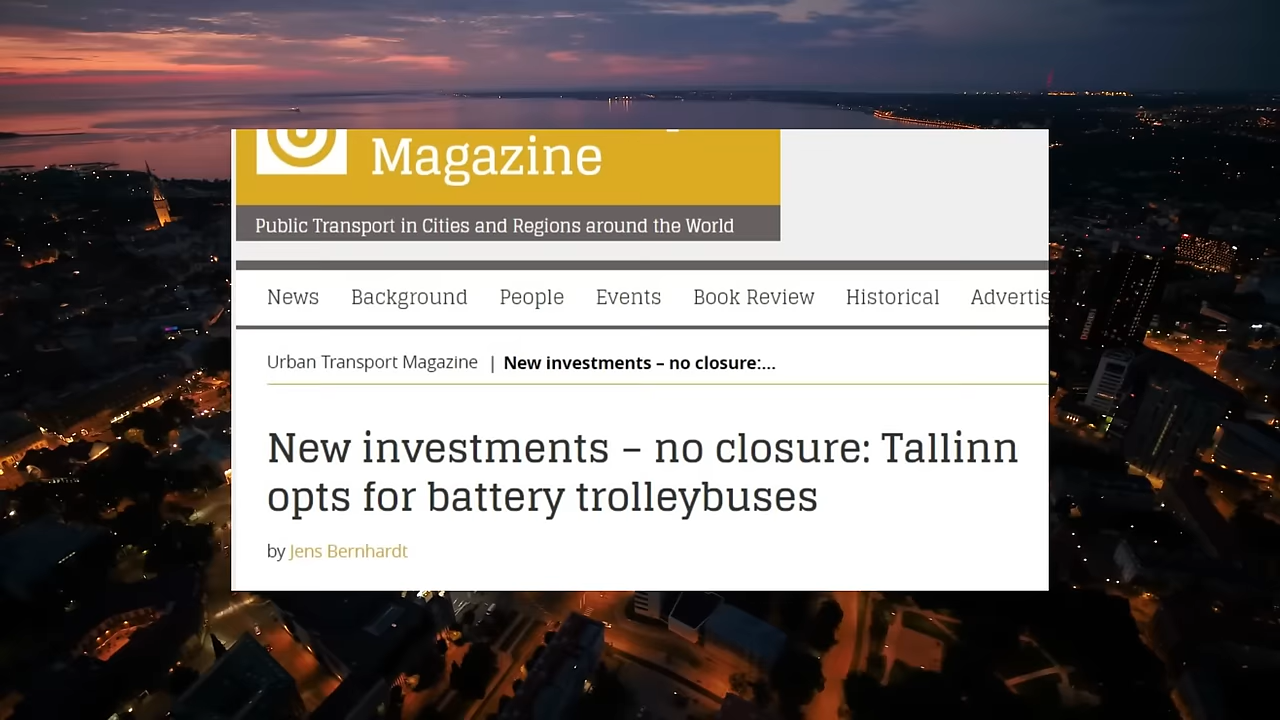 Magazine
Public Transport in Cities and Regions around the World
News Background People Events Book Review Historical Advertis
Urban Transport Magazine | New investments – no closure:...
New investments – no closure: Tallinn
opts for battery trolleybuses
by Jens Bernhardt